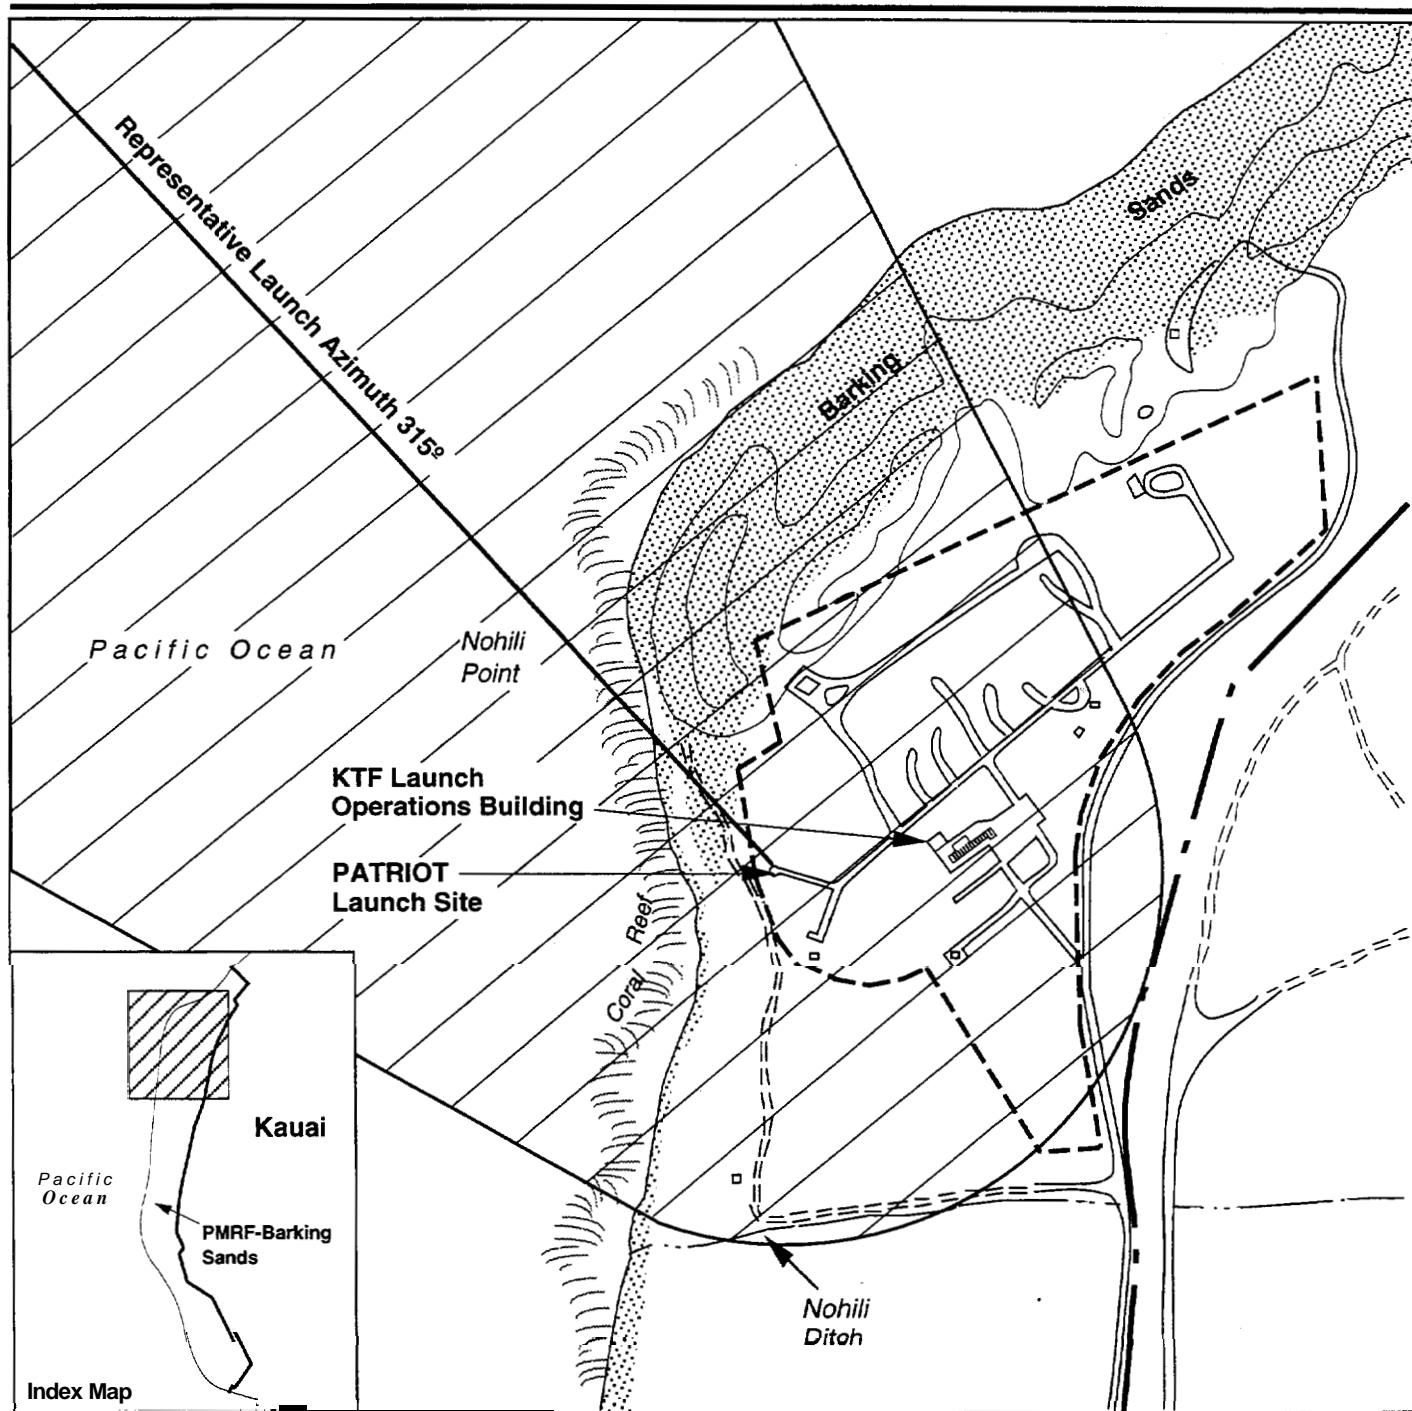 Representative Launch Azimuth 315º
Sands
Barking
Pacific Ocean
Nohili
Point
KTF Launch
Operations Building
PATRIOT
Launch Site
Coral Reef
Kauai
Pacific
Ocean
PMRF-Barking
Sands
Index Map
Nohili
Ditoh